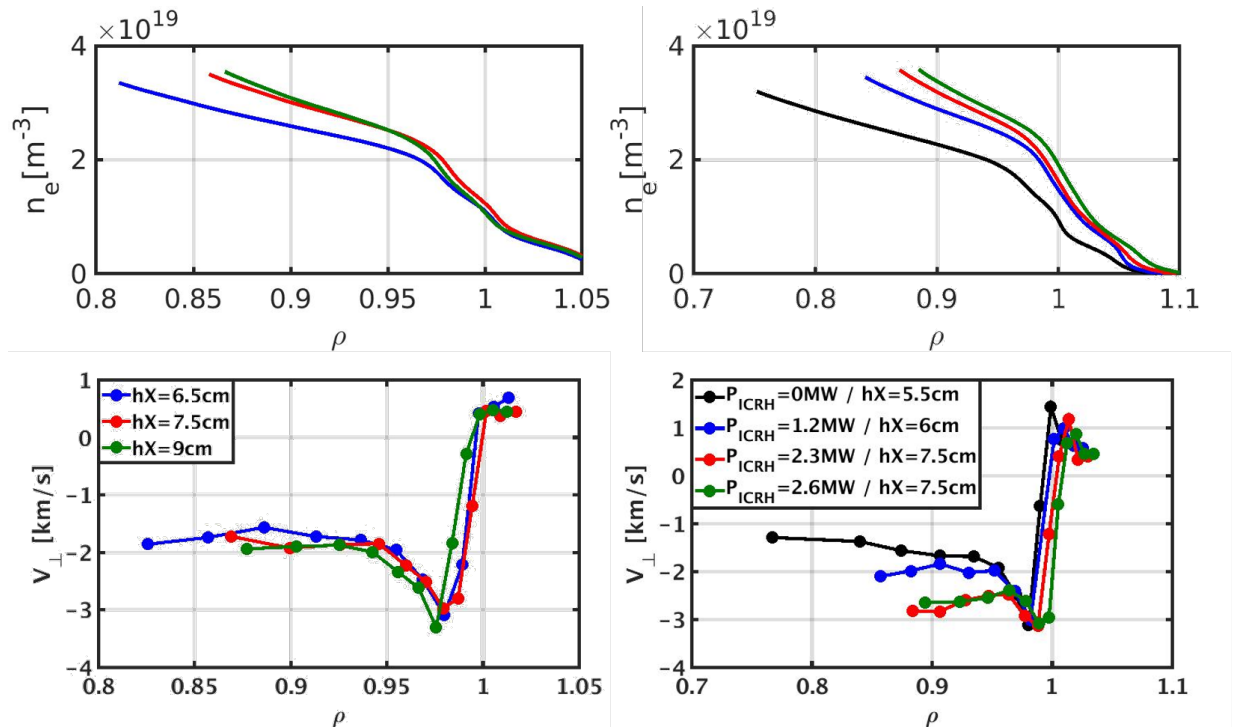 ×10^19
4
2
0
n_e[m^-3]
0.8 0.85 0.9 0.95 1 1.05
ρ
×10^19
4
2
0
n_e[m^-3]
0.7 0.8 0.9 1 1.1
ρ
1
0
-1
-2
-3
-4
v_⊥ [km/s]
hX=6.5cm
hX=7.5cm
hX=9cm
0.8 0.85 0.9 0.95 1 1.05
ρ
2
1
0
-1
-2
-3
-4
v_⊥ [km/s]
P_ICRH=0MW / hX=5.5cm
P_ICRH=1.2MW / hX=6cm
P_ICRH=2.3MW / hX=7.5cm
P_ICRH=2.6MW / hX=7.5cm
0.7 0.8 0.9 1 1.1
ρ